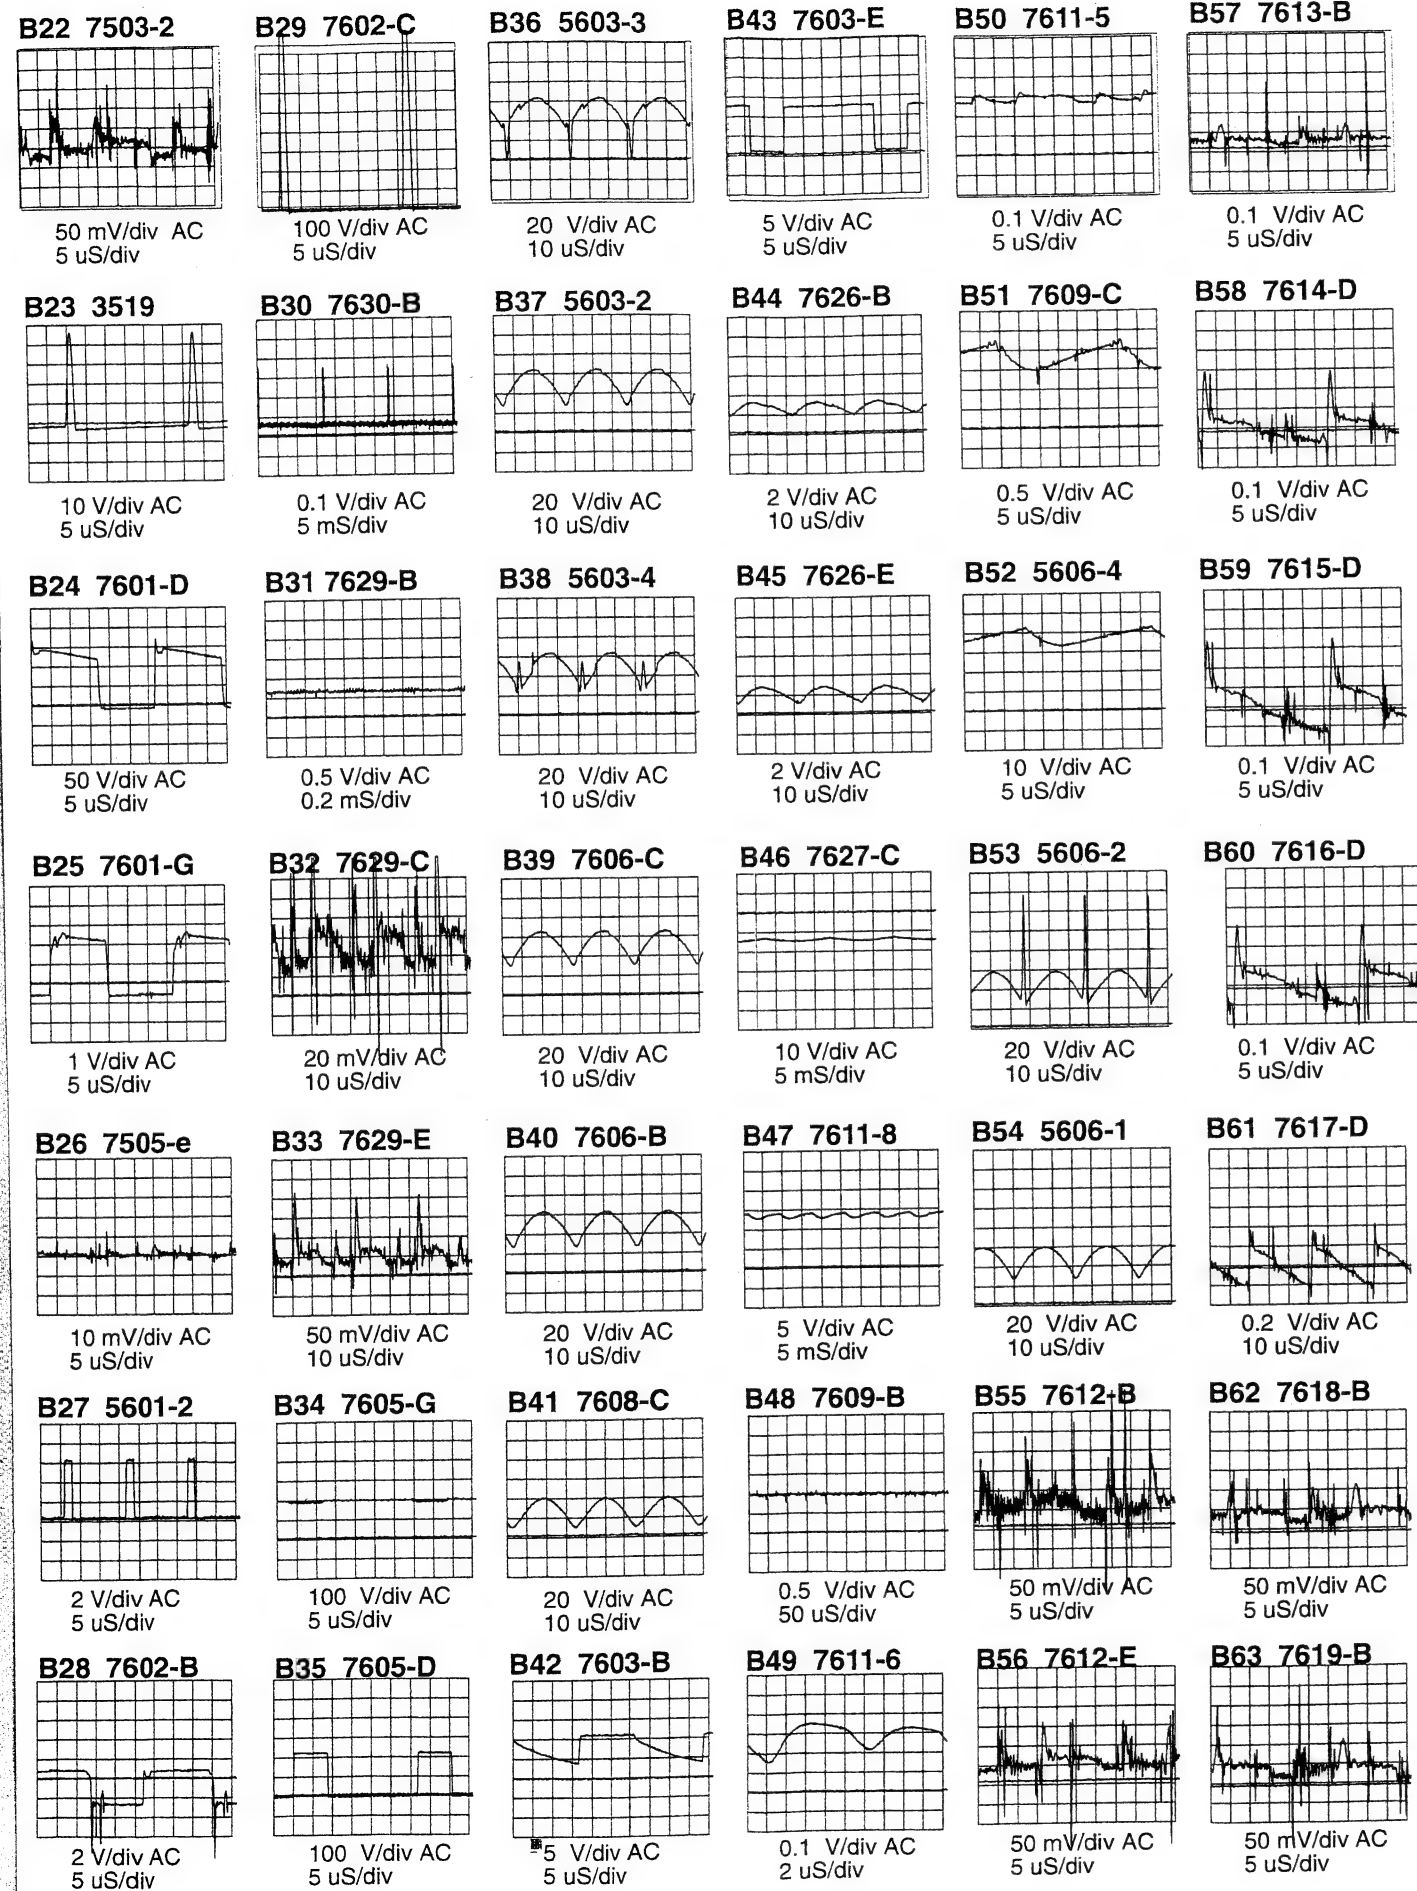 B22 7503-2
50 mV/div AC
5 uS/div
B23 3519
10 V/div AC
5 uS/div
B24 7601-D
50 V/div AC
5 uS/div
B25 7601-G
1 V/div AC
5 uS/div
B26 7505-e
10 mV/div AC
5 uS/div
B27 5601-2
2 V/div AC
5 uS/div
B28 7602-B
2 V/div AC
5 uS/div
B29 7602-C
100 V/div AC
5 uS/div
B30 7630-B
0.1 V/div AC
5 mS/div
B31 7629-B
0.5 V/div AC
0.2 mS/div
B32 7629-C
20 mV/div AC
10 uS/div
B33 7629-E
50 mV/div AC
10 uS/div
B34 7605-G
100 V/div AC
5 uS/div
B35 7605-D
100 V/div AC
5 uS/div
B36 5603-3
20 V/div AC
10 uS/div
B37 5603-2
20 V/div AC
10 uS/div
B38 5603-4
20 V/div AC
10 uS/div
B39 7606-C
20 V/div AC
10 uS/div
B40 7606-B
20 V/div AC
10 uS/div
B41 7608-C
20 V/div AC
10 uS/div
B42 7603-B
5 V/div AC
5 uS/div
B43 7603-E
5 V/div AC
5 uS/div
B44 7626-B
2 V/div AC
10 uS/div
B45 7626-E
2 V/div AC
10 uS/div
B46 7627-C
10 V/div AC
5 mS/div
B47 7611-8
5 V/div AC
5 mS/div
B48 7609-B
0.5 V/div AC
50 uS/div
B49 7611-6
0.1 V/div AC
2 uS/div
B50 7611-5
0.1 V/div AC
5 uS/div
B51 7609-C
0.5 V/div AC
5 uS/div
B52 5606-4
10 V/div AC
5 uS/div
B53 5606-2
20 V/div AC
10 uS/div
B54 5606-1
20 V/div AC
10 uS/div
B55 7612-B
50 mV/div AC
5 uS/div
B56 7612-E
50 mV/div AC
5 uS/div
B57 7613-B
0.1 V/div AC
5 uS/div
B58 7614-D
0.1 V/div AC
5 uS/div
B59 7615-D
0.1 V/div AC
5 uS/div
B60 7616-D
0.1 V/div AC
5 uS/div
B61 7617-D
0.2 V/div AC
10 uS/div
B62 7618-B
50 mV/div AC
5 uS/div
B63 7619-B
50 mV/div AC
5 uS/div